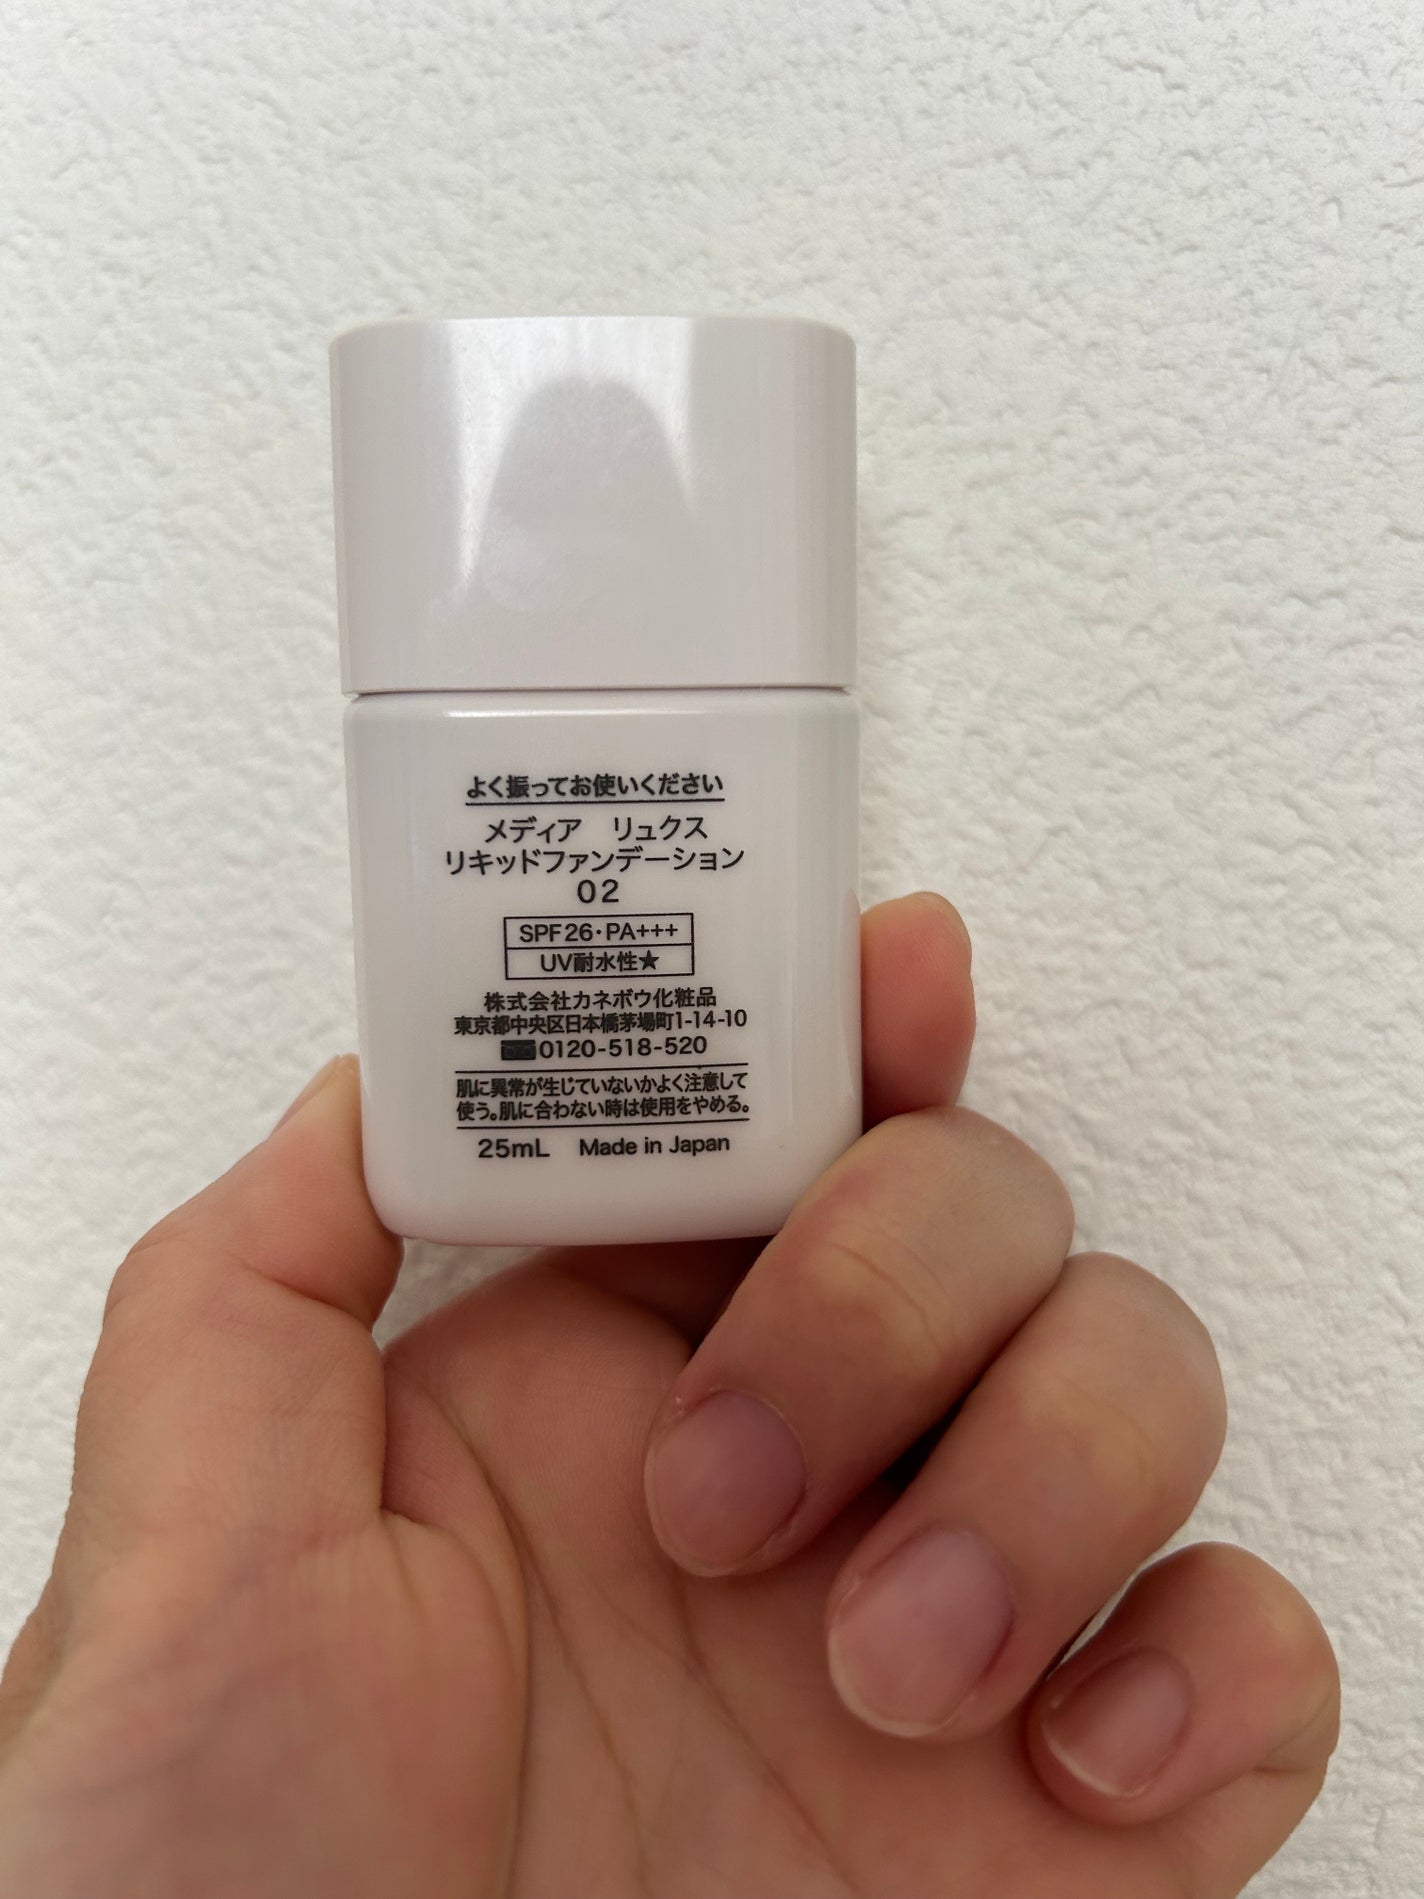 よく振ってお使いください
メディア　リュクス
リキッドファンデーション
02
SPF26・PA+++
UV耐水性★
株式会社カネボウ化粧品
東京都中央区日本橋茅場町1-14-10
0120-518-520
肌に異常が生じていないかよく注意して
使う。肌に合わない時は使用をやめる。
25mL　Made in Japan